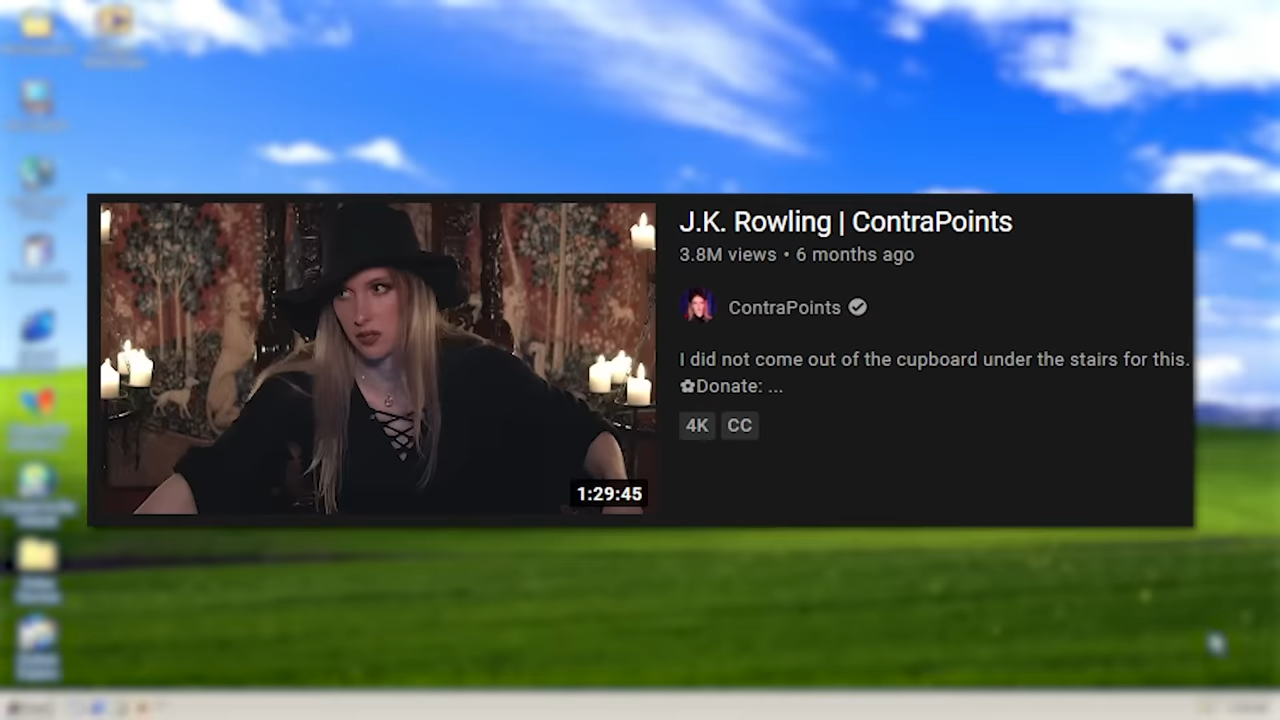 J.K. Rowling | ContraPoints
3.8M views • 6 months ago
ContraPoints
I did not come out of the cupboard under the stairs for this.
✿Donate: ...
4K CC
1:29:45